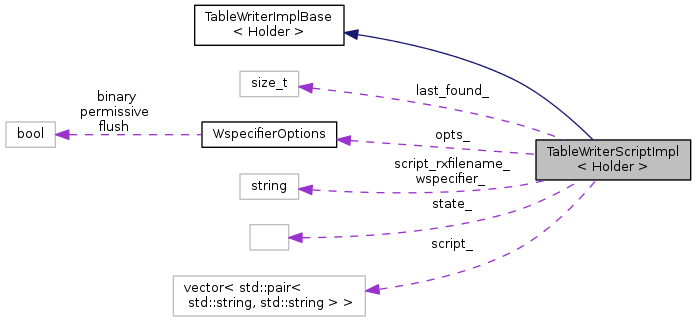 TableWriterImplBase
< Holder >
size_t
last_found_
binary
permissive
flush
bool
WspecifierOptions
opts_
TableWriterScriptImpl
< Holder >
string
script_rxfilename_
wspecifier_
state_
script_
vector< std::pair<
std::string, std::string > >